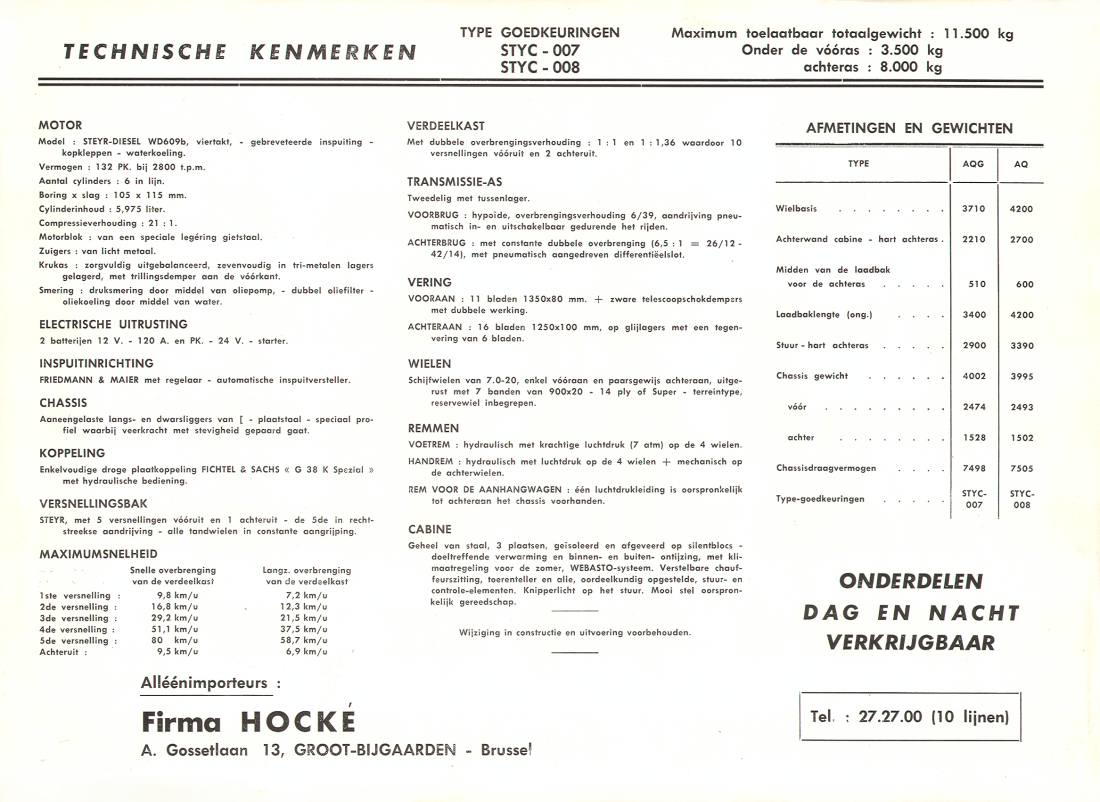 TECHNISCHE KENMERKEN
TYPE GOEDKEURINGEN
STYC - 007
STYC - 008
Maximum toelaatbaar totaalgewicht : 11.500 kg
Onder de vóóras : 3.500 kg
achteras : 8.000 kg
MOTOR
Model : STEYR-DIESEL WD609b, viertakt, - gebreveteerde inspuiting -
kopkleppen - waterkoeling.
Vermogen : 132 PK. bij 2800 t.p.m.
Aantal cylinders : 6 in lijn.
Boring x slag : 105 x 115 mm.
Cylinderinhoud : 5,975 liter.
Compressieverhouding : 21 : 1.
Motorblok : van een speciale legéring gietstaal.
Zuigers : van licht metaal.
Krukas : zorgvuldig uitgebalanceerd, zevenvoudig in tri-metalen lagers
gelagerd, met trillingsdemper aan de vóórkant.
Smering : druksmering door middel van oliepomp, - dubbel oliefilter -
oliekoeling door middel van water.
ELECTRISCHE UITRUSTING
2 batterijen 12 V. - 120 A. en PK. - 24 V. - starter.
INSPUITINRICHTING
FRIEDMANN & MAIER met regelaar - automatische inspuitversteller.
CHASSIS
Aaneengelaste langs- en dwarsliggers van [ - plaatstaal - speciaal pro-
fiel waarbij veerkracht met stevigheid gepaard gaat.
KOPPELING
Enkelvoudige droge plaatkoppeling FICHTEL & SACHS « G 38 K Spezial »
met hydraulische bediening.
VERSNELLINGSBAK
STEYR, met 5 versnellingen vóóruit en 1 achteruit - de 5de in recht-
streekse aandrijving - alle tandwielen in constante aangrijping.
MAXIMUMSNELHEID
Snelle overbrenging Langz. overbrenging
van de verdeelkast van de verdeelkast
1ste versnelling : 9,8 km/u 7,2 km/u
2de versnelling : 16,8 km/u 12,3 km/u
3de versnelling : 29,2 km/u 21,5 km/u
4de versnelling : 51,1 km/u 37,5 km/u
5de versnelling : 80 km/u 58,7 km/u
Achteruit : 9,5 km/u 6,9 km/u
VERDEELKAST
Met dubbele overbrengingsverhouding : 1 : 1 en 1 : 1,36 waardoor 10
versnellingen vóóruit en 2 achteruit.
TRANSMISSIE-AS
Tweedelig met tussenlager.
VOORBRUG : hypoide, overbrengingsverhouding 6/39, aandrijving pneu-
matisch in- en uitschakelbaar gedurende het rijden.
ACHTERBRUG : met constante dubbele overbrenging (6,5 : 1 = 26/12 -
42/14), met pneumatisch aangedreven differentiëelslot.
VERING
VOORAAN : 11 bladen 1350x80 mm. + zware telescoopschokdempers
met dubbele werking.
ACHTERAAN : 16 bladen 1250x100 mm, op glijlagers met een tegen-
vering van 6 bladen.
WIELEN
Schijfwielen van 7.0-20, enkel vóóraan en paarsgewijs achteraan, uitge-
rust met 7 banden van 900x20 - 14 ply of Super - terreintype,
reservewiel inbegrepen.
REMMEN
VOETREM : hydraulisch met krachtige luchtdruk (7 atm) op de 4 wielen.
HANDREM : hydraulisch met luchtdruk op de 4 wielen + mechanisch op
de achterwielen.
REM VOOR DE AANHANGWAGEN : één luchtdrukleiding is oorspronkelijk
tot achteraan het chassis voorhanden.
CABINE
Geheel van staal, 3 plaatsen, geïsoleerd en afgeveerd op silentblocs -
doeltreffende verwarming en binnen- en buiten- ontijzing, met kli-
maatregeling voor de zomer, WEBASTO-systeem. Verstelbare chauf-
feurszitting, toerenteller en alle, oordeelkundig opgestelde, stuur- en
controle-elementen. Knipperlicht op het stuur. Mooi stel oorspron-
kelijk gereedschap.
Wijziging in constructie en uitvoering voorbehouden.
AFMETINGEN EN GEWICHTEN
TYPE AQG AQ
Wielbasis . . . . . . . . 3710 4200
Achterwand cabine - hart achteras . 2210 2700
Midden van de laadbak
voor de achteras . . . . . 510 600
Laadbaklengte (ong.) . . . . 3400 4200
Stuur - hart achteras . . . . . 2900 3390
Chassis gewicht . . . . . . 4002 3995
vóór . . . . . . . . . 2474 2493
achter . . . . . . . . 1528 1502
Chassisdraagvermogen . . . . 7498 7505
Type-goedkeuringen . . . . . STYC-007 STYC-008
ONDERDELEN
DAG EN NACHT
VERKRIJGBAAR
Alléénimporteurs :
Firma HOCKÉ
A. Gossetlaan 13, GROOT-BIJGAARDEN - Brussel
Tel. : 27.27.00 (10 lijnen)